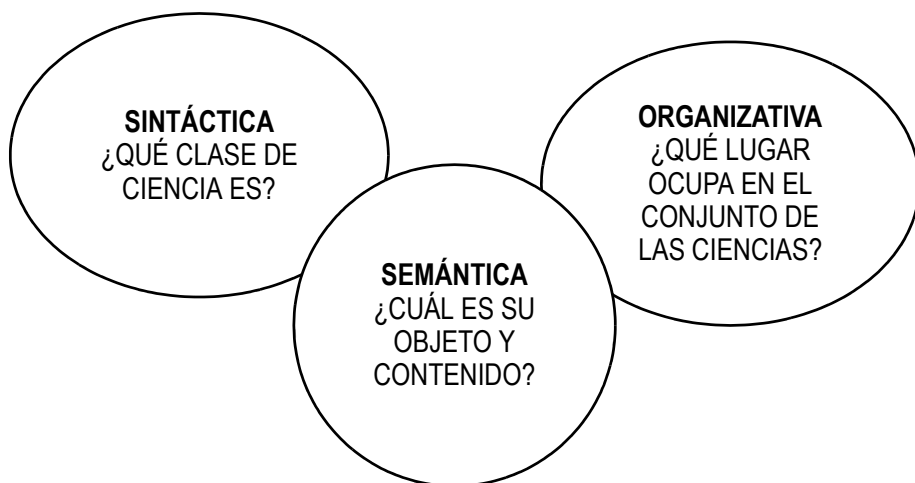 SINTÁCTICA
¿QUÉ CLASE DE
CIENCIA ES?
ORGANIZATIVA
¿QUÉ LUGAR
OCUPA EN EL
CONJUNTO DE
LAS CIENCIAS?
SEMÁNTICA
¿CUÁL ES SU
OBJETO Y
CONTENIDO?